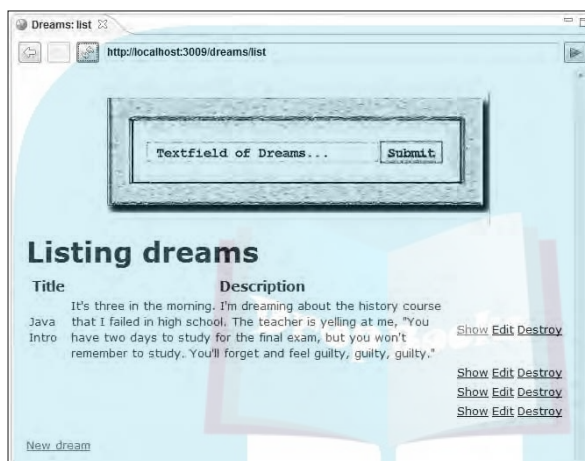 Dreams: list
http://localhost:3009/dreams/list
Textfield of Dreams... Submit
Listing dreams
Title Description
It's three in the morning. I'm dreaming about the history course
Java that I failed in high school. The teacher is yelling at me, "You
Intro have two days to study for the final exam, but you won't
remember to study. You'll forget and feel guilty, guilty, guilty."
Show Edit Destroy
Show Edit Destroy
Show Edit Destroy
Show Edit Destroy
New dream